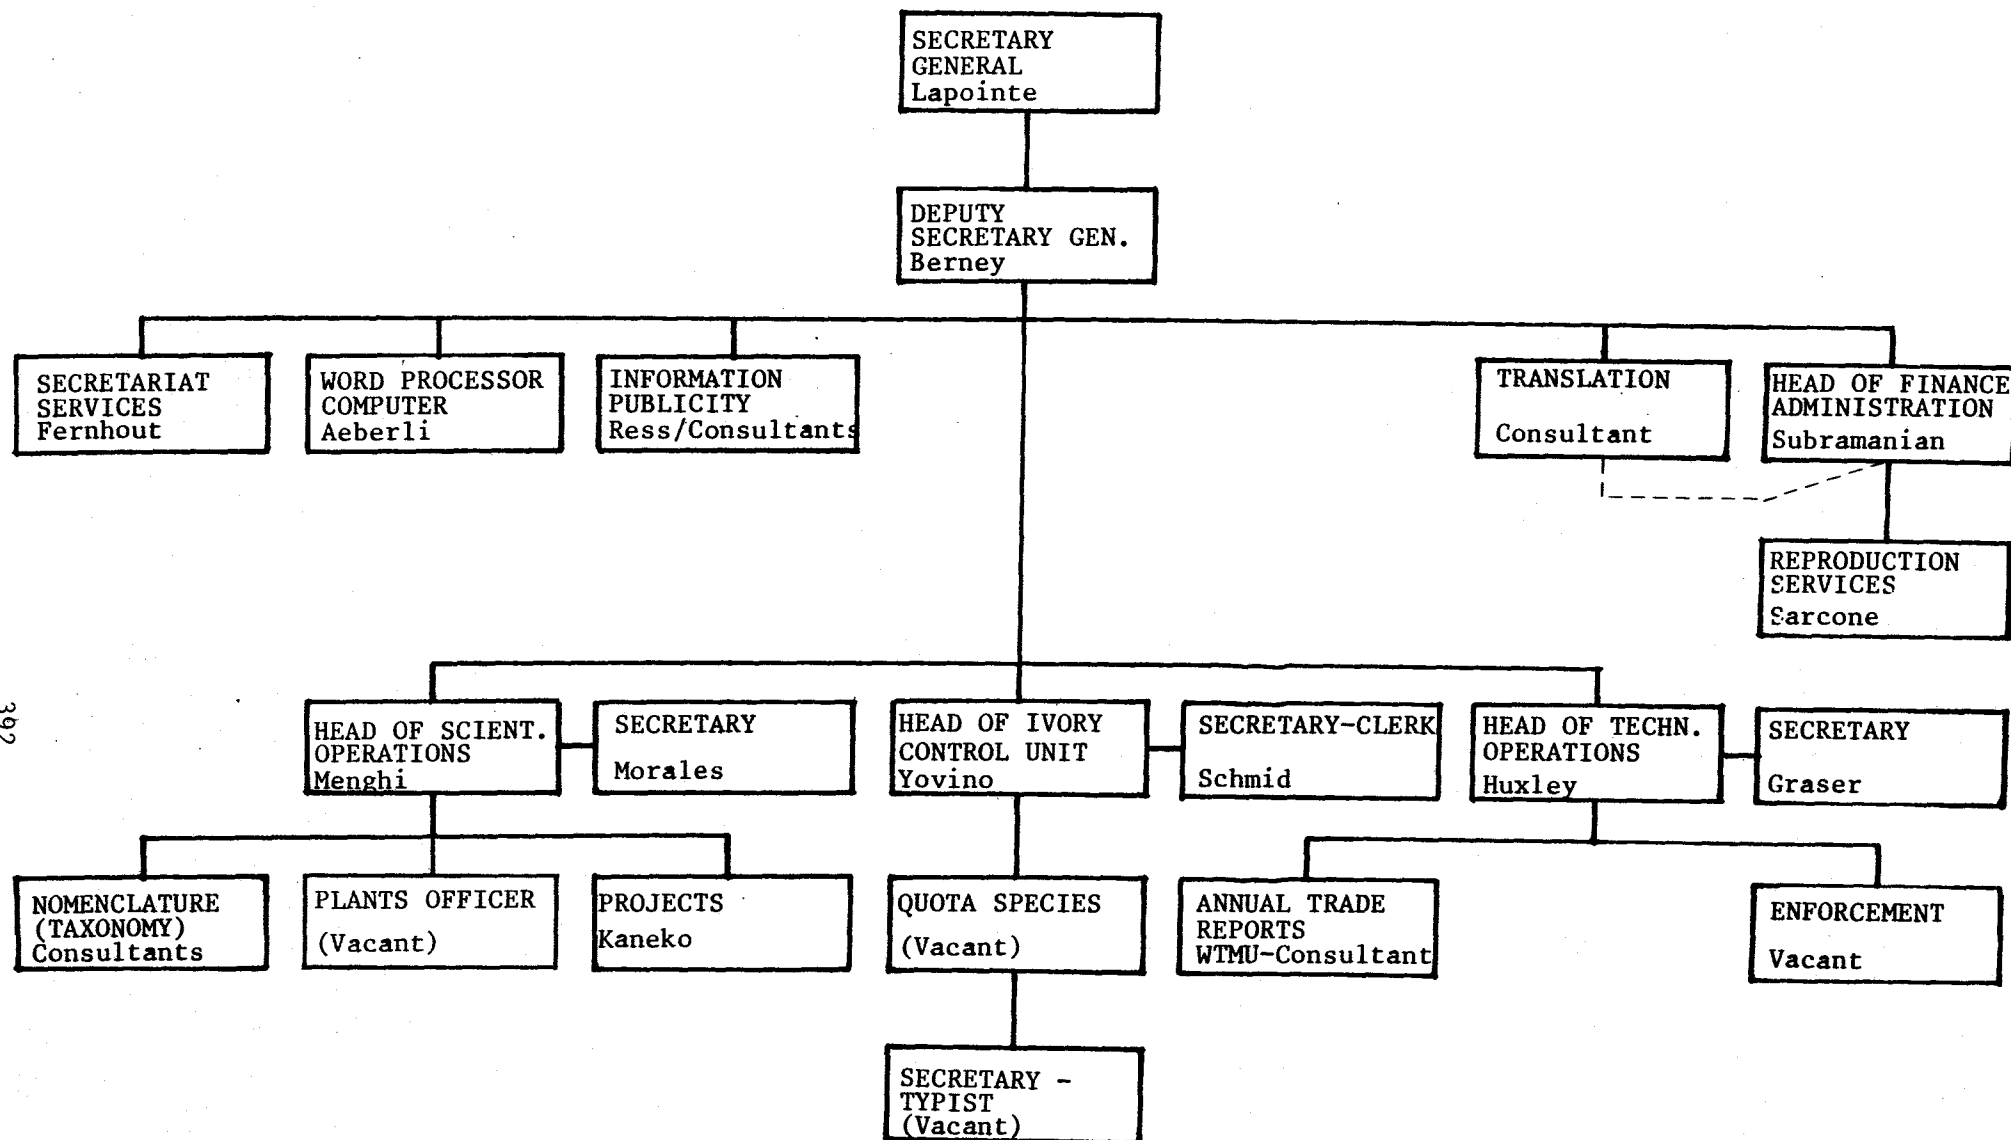 SECRETARY
GENERAL
Lapointe
DEPUTY
SECRETARY GEN.
Berney
SECRETARIAT
SERVICES
Fernhout
WORD PROCESSOR
COMPUTER
Aeberli
INFORMATION
PUBLICITY
Ress/Consultants
TRANSLATION
Consultant
HEAD OF FINANCE
ADMINISTRATION
Subramanian
REPRODUCTION
SERVICES
Sarcone
HEAD OF SCIENT.
OPERATIONS
Menghi
SECRETARY
Morales
HEAD OF IVORY
CONTROL UNIT
Yovino
SECRETARY-CLERK
Schmid
HEAD OF TECHN.
OPERATIONS
Huxley
SECRETARY
Graser
NOMENCLATURE
(TAXONOMY)
Consultants
PLANTS OFFICER
(Vacant)
PROJECTS
Kaneko
QUOTA SPECIES
(Vacant)
ANNUAL TRADE
REPORTS
WTMU-Consultant
ENFORCEMENT
Vacant
SECRETARY -
TYPIST
(Vacant)
392